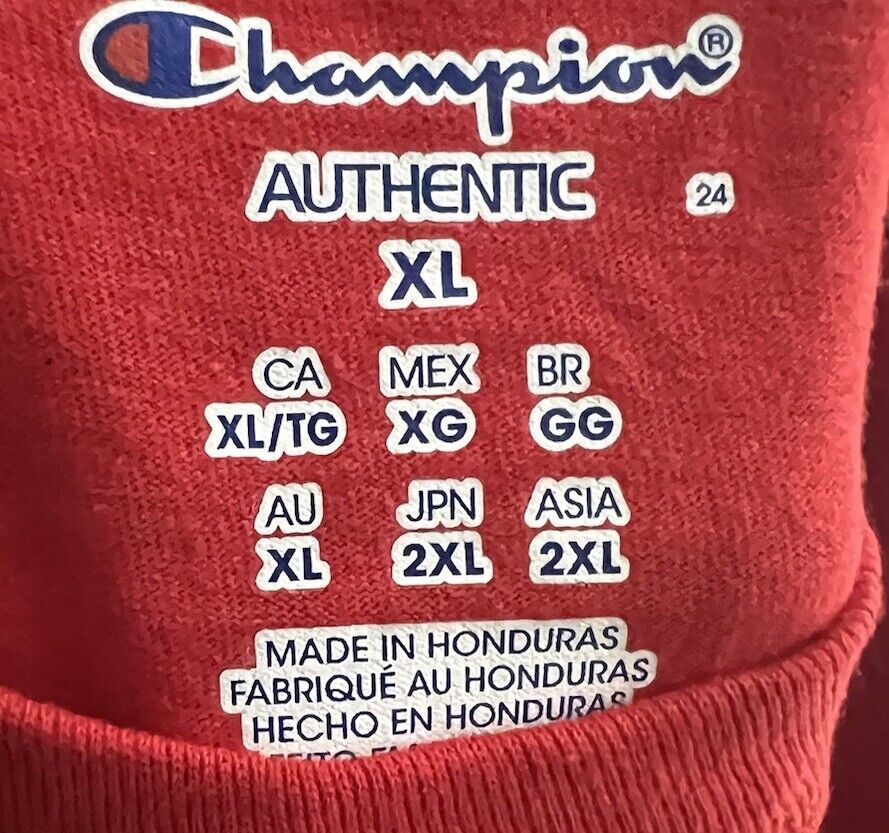 Champion®
AUTHENTIC 24
XL
CA MEX BR
XL/TG XG GG
AU JPN ASIA
XL 2XL 2XL
MADE IN HONDURAS
FABRIQUÉ AU HONDURAS
HECHO EN HONDURAS